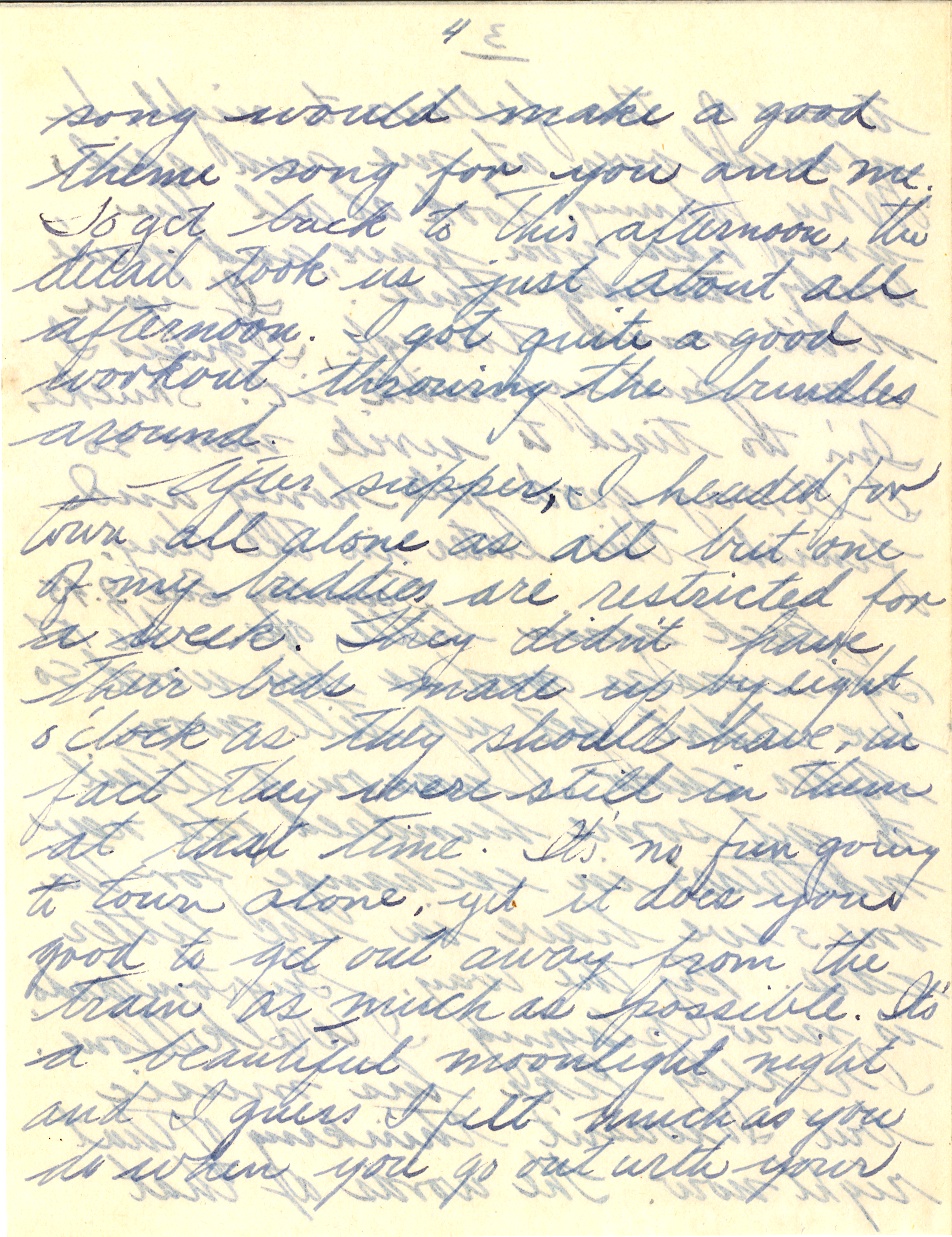 4
song would make a good
theme song for you and me.
To get back to this afternoon, the
detail took us just about all
afternoon. I got quite a good
workout throwing the bundles
around.
After supper, I headed for
town all alone as all but one
of my buddies are restricted for
a week. They didn't have
their beds made up by eight
o'clock as they should have, in
fact they were still in them
at that time. It's no fun going
to town alone, yet it does you
good to get out away from the
train as much as possible. It's
a beautiful moonlight night
and I guess I felt much as you
do when you go out with your